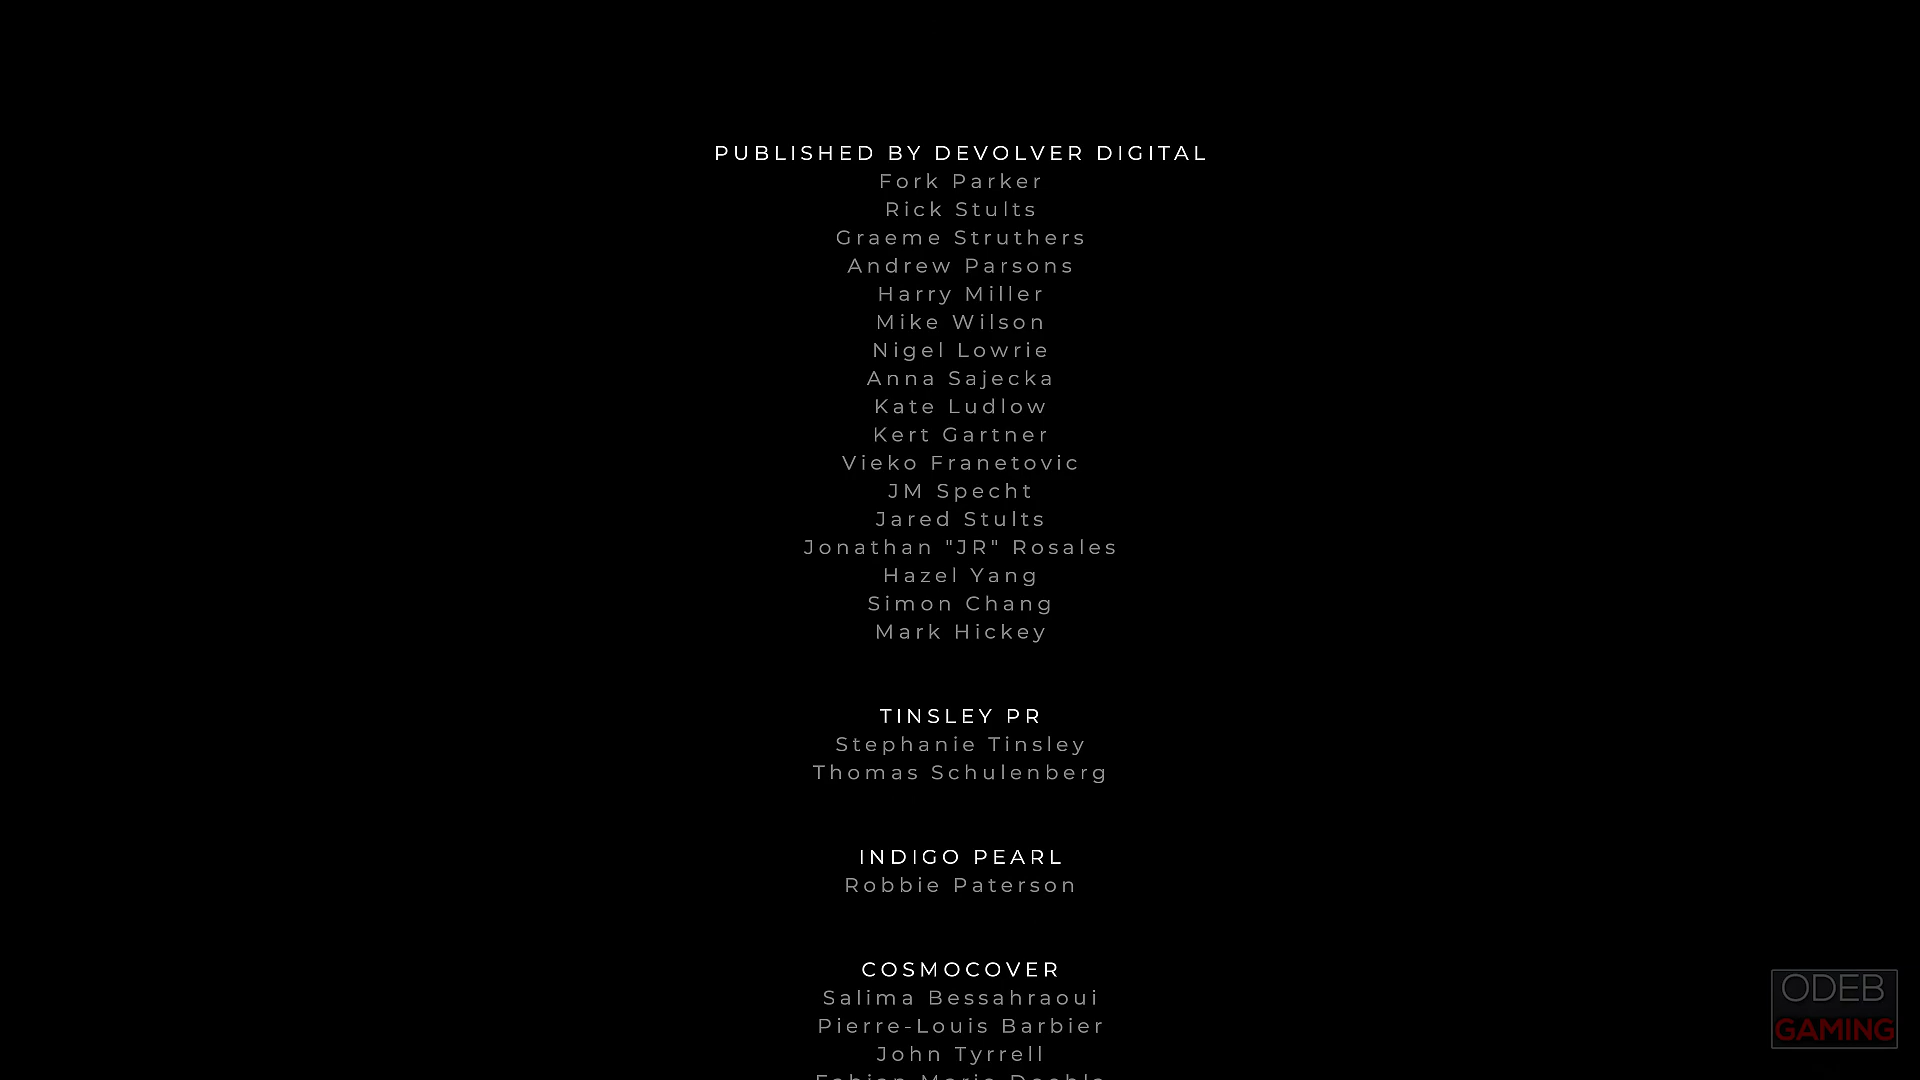 PUBLISHED BY DEVOLVER DIGITAL
Fork Parker
Rick Stults
Graeme Struthers
Andrew Parsons
Harry Miller
Mike Wilson
Nigel Lowrie
Anna Sajecka
Kate Ludlow
Kert Gartner
Vieko Franetovic
JM Specht
Jared Stults
Jonathan "JR" Rosales
Hazel Yang
Simon Chang
Mark Hickey
TINSLEY PR
Stephanie Tinsley
Thomas Schulenberg
INDIGO PEARL
Robbie Paterson
COSMOCOVER
Salima Bessahraoui
Pierre-Louis Barbier
John Tyrrell
ODEB
GAMING